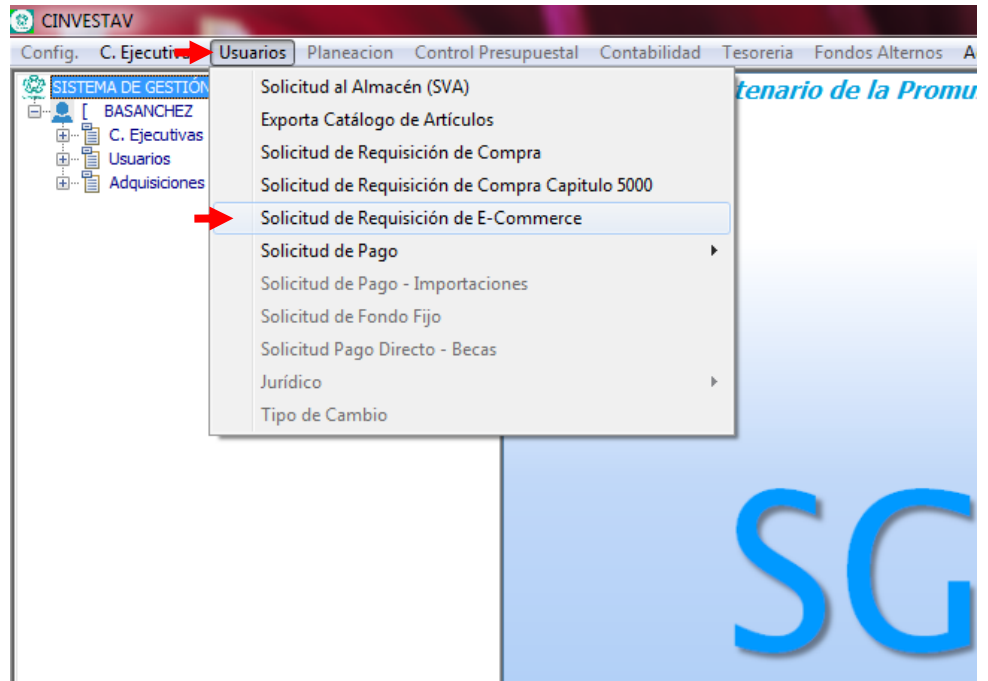 CINVESTAV
Config. C. Ejecutiv Usuarios Planeacion Control Presupuestal Contabilidad Tesoreria Fondos Alternos A
SISTEMA DE GESTIÓN
[ BASANCHEZ
C. Ejecutivas
Usuarios
Adquisiciones
Solicitud al Almacén (SVA)
Exporta Catálogo de Artículos
Solicitud de Requisición de Compra
Solicitud de Requisición de Compra Capitulo 5000
Solicitud de Requisición de E-Commerce
Solicitud de Pago
Solicitud de Pago - Importaciones
Solicitud de Fondo Fijo
Solicitud Pago Directo - Becas
Jurídico
Tipo de Cambio
tenario de la Promu
SG